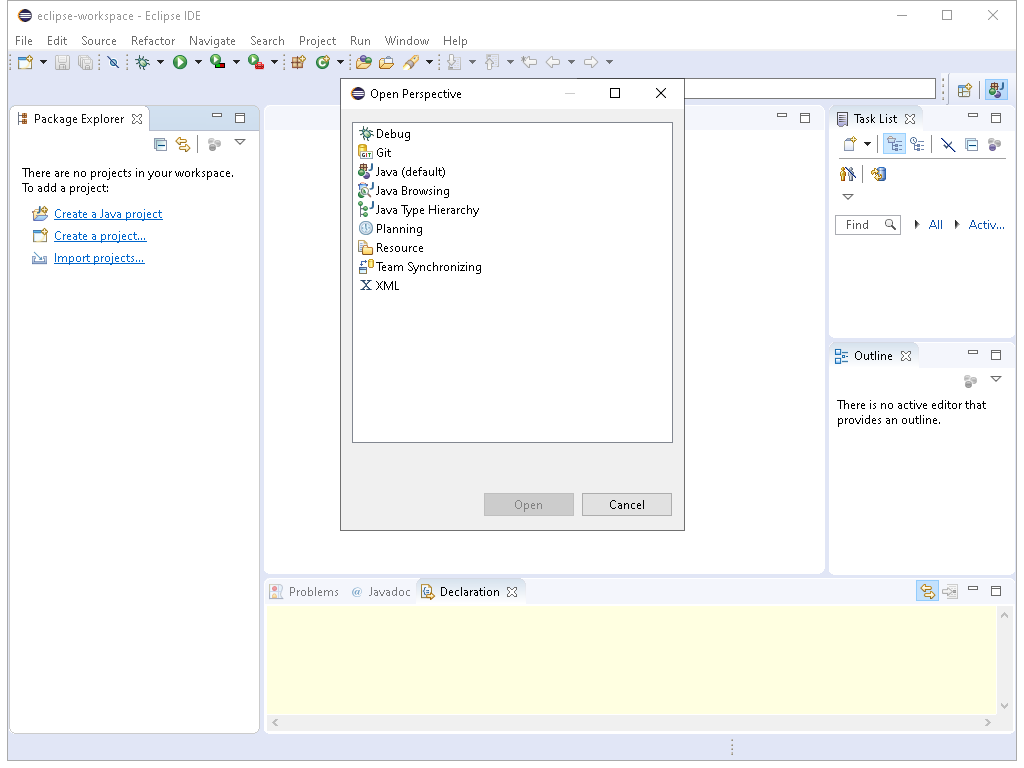 eclipse-workspace - Eclipse IDE
File Edit Source Refactor Navigate Search Project Run Window Help
Open Perspective
Debug
Git
Java (default)
Java Browsing
Java Type Hierarchy
Planning
Resource
Team Synchronizing
XML
Open Cancel
Package Explorer
There are no projects in your workspace.
To add a project:
Create a Java project
Create a project...
Import projects...
Task List
Find All Activ...
Outline
There is no active editor that
provides an outline.
Problems @ Javadoc Declaration